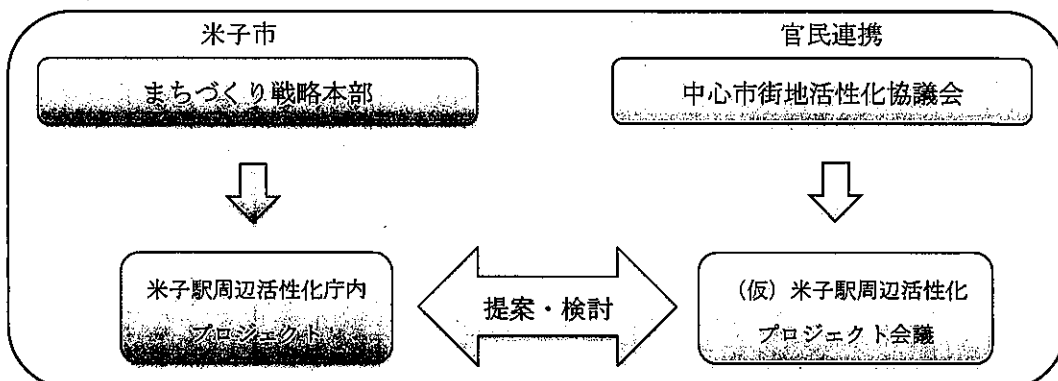 米子市
官民連携
まちづくり戦略本部
中心市街地活性化協議会
米子駅周辺活性化庁内
プロジェクト
提案・検討
(仮)米子駅周辺活性化
プロジェクト会議